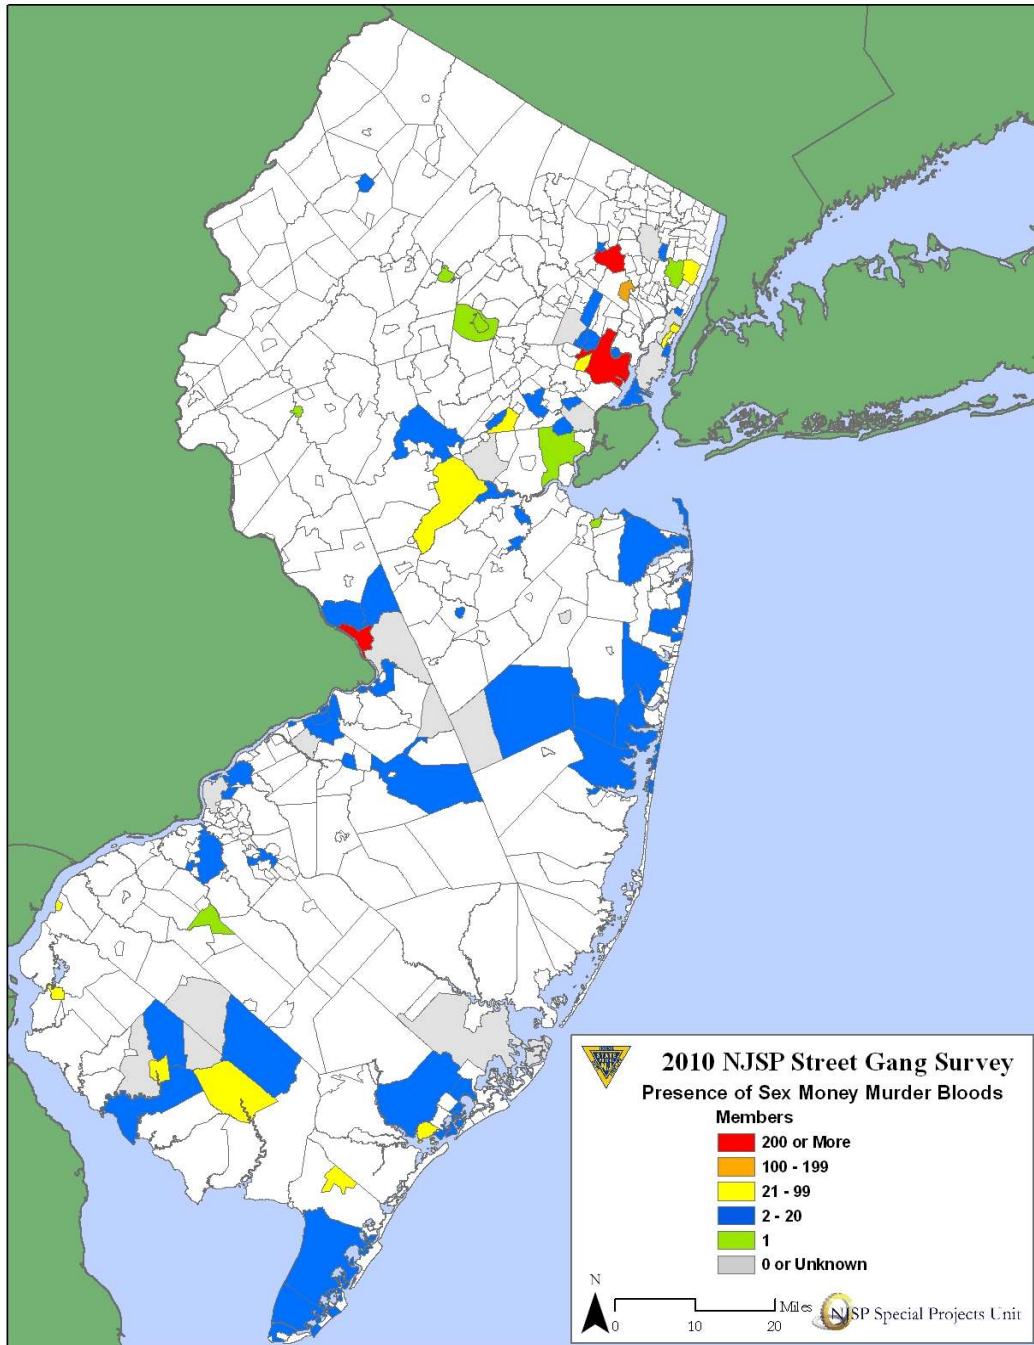 2010 NJSP Street Gang Survey
Presence of Sex Money Murder Bloods
Members
200 or More
100 - 199
21 - 99
2 - 20
1
0 or Unknown
N
Miles
0 10 20
NJSP Special Projects Unit